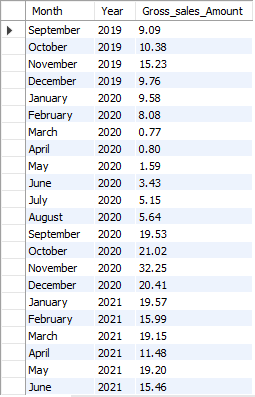 Month Year Gross_sales_Amount
September 2019 9.09
October 2019 10.38
November 2019 15.23
December 2019 9.76
January 2020 9.58
February 2020 8.08
March 2020 0.77
April 2020 0.80
May 2020 1.59
June 2020 3.43
July 2020 5.15
August 2020 5.64
September 2020 19.53
October 2020 21.02
November 2020 32.25
December 2020 20.41
January 2021 19.57
February 2021 15.99
March 2021 19.15
April 2021 11.48
May 2021 19.20
June 2021 15.46